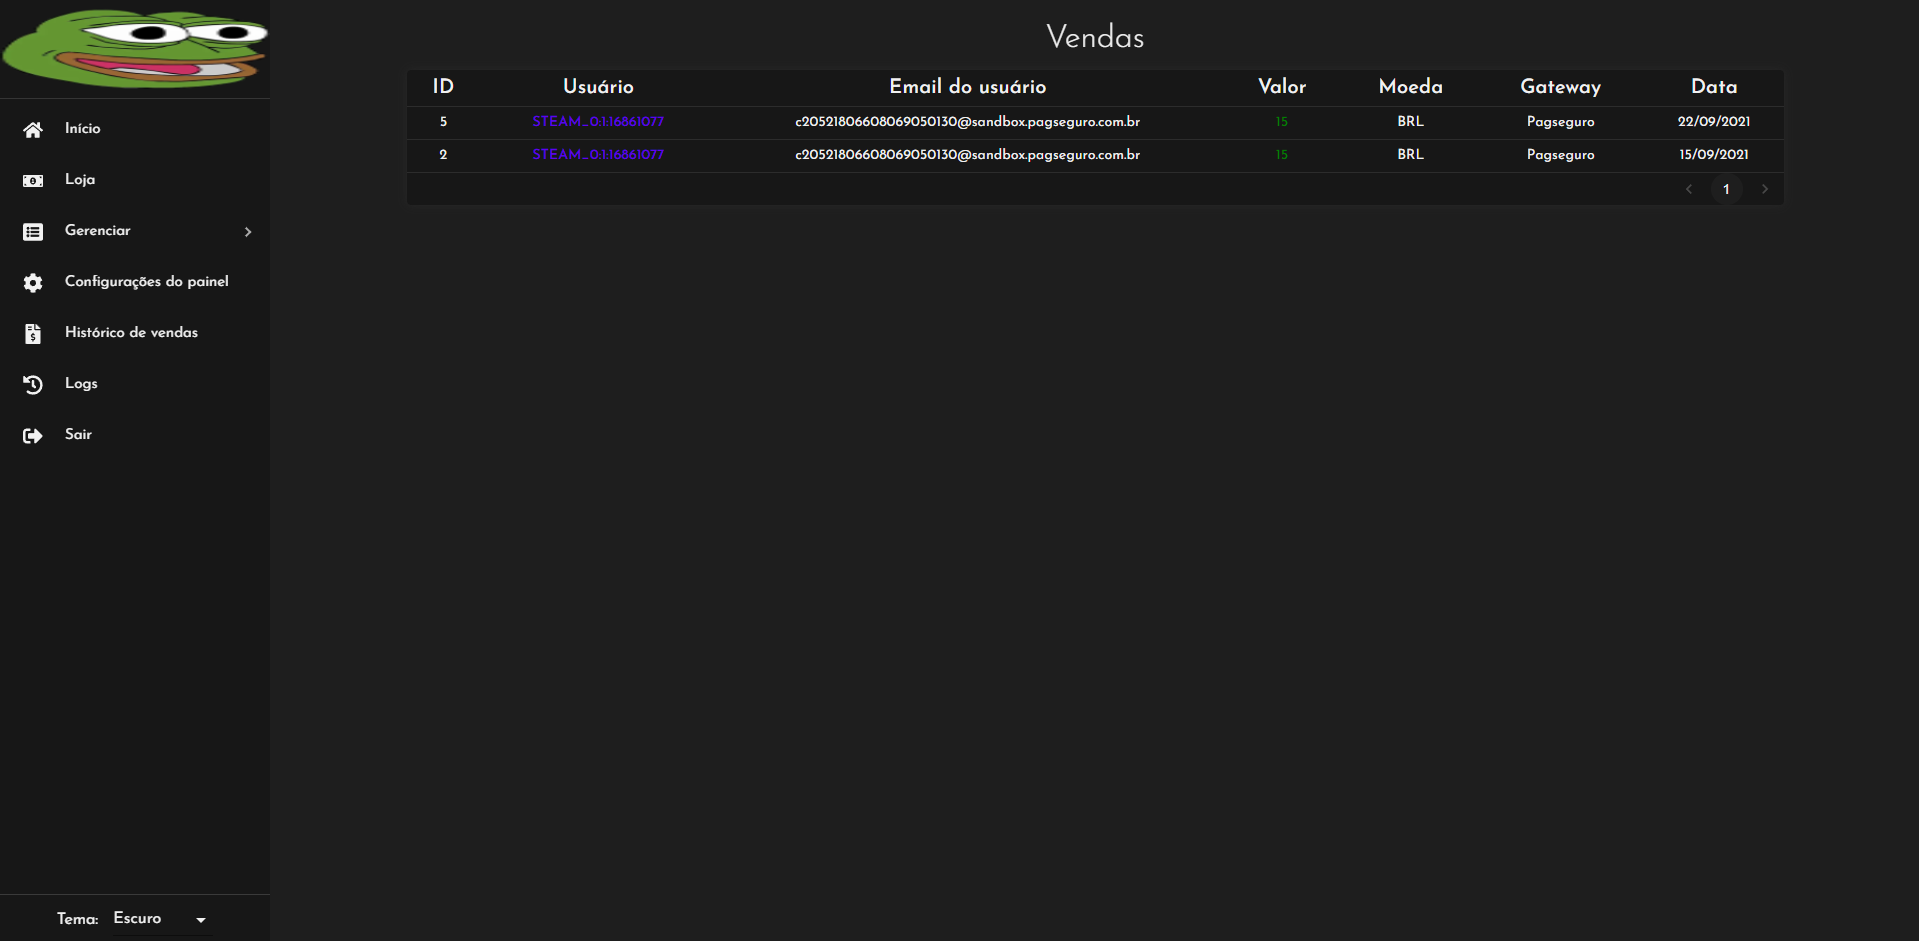 Início
Loja
Gerenciar
Configurações do painel
Histórico de vendas
Logs
Sair
Tema: Escuro
Vendas
ID Usuário Email do usuário Valor Moeda Gateway Data
5 STEAM_0:1:16861077 c20521806608069050130@sandbox.pagseguro.com.br 15 BRL Pagseguro 22/09/2021
2 STEAM_0:1:16861077 c20521806608069050130@sandbox.pagseguro.com.br 15 BRL Pagseguro 15/09/2021
1